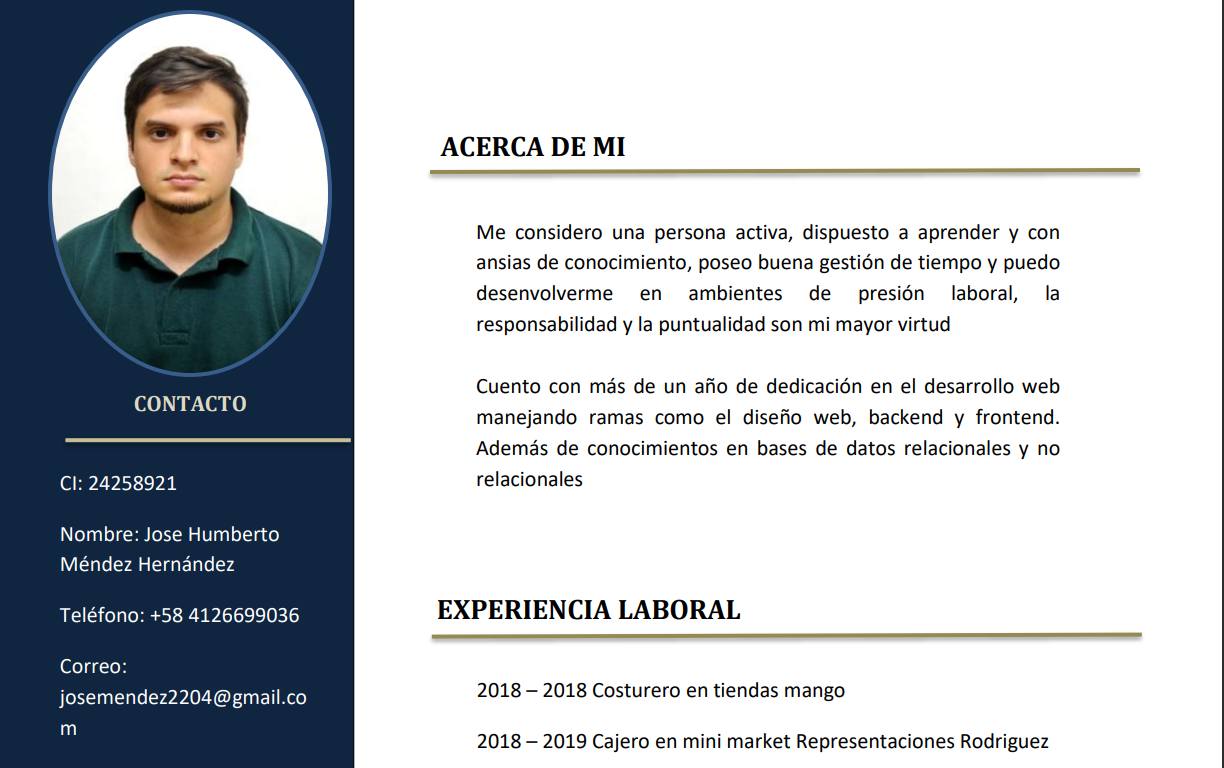 CONTACTO
CI: 24258921
Nombre: Jose Humberto
Méndez Hernández
Teléfono: +58 4126699036
Correo:
josemendez2204@gmail.co
m
ACERCA DE MI
Me considero una persona activa, dispuesto a aprender y con
ansias de conocimiento, poseo buena gestión de tiempo y puedo
desenvolverme en ambientes de presión laboral, la
responsabilidad y la puntualidad son mi mayor virtud
Cuento con más de un año de dedicación en el desarrollo web
manejando ramas como el diseño web, backend y frontend.
Además de conocimientos en bases de datos relacionales y no
relacionales
EXPERIENCIA LABORAL
2018 – 2018 Costurero en tiendas mango
2018 – 2019 Cajero en mini market Representaciones Rodriguez